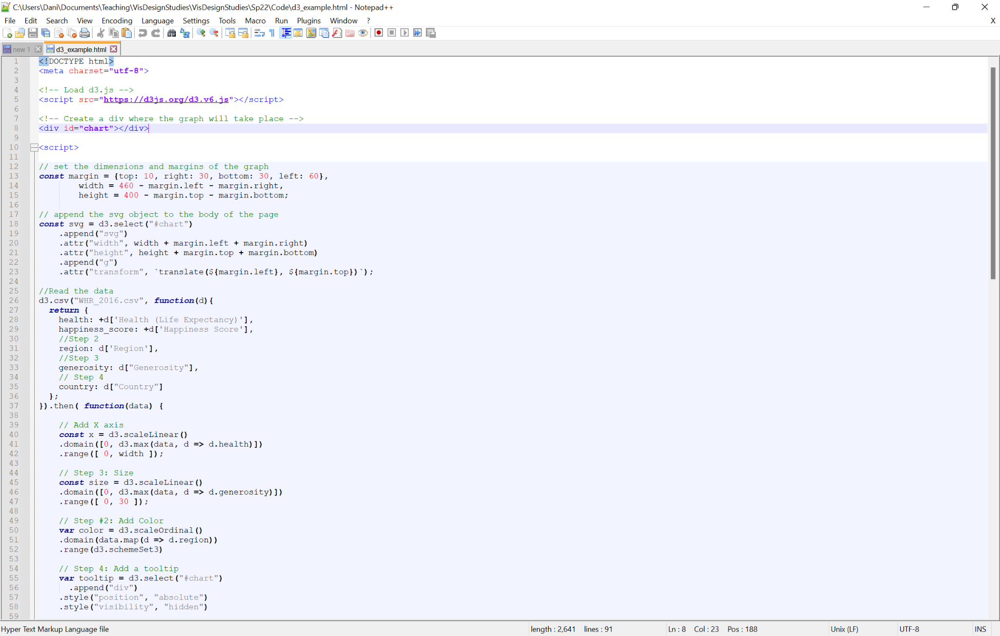 C:\Users\Dani\Documents\Teaching\VisDesignStudies\VisDesignStudies\Sp22\Code\d3_example.html - Notepad++
File Edit Search View Encoding Language Settings Tools Macro Run Plugins Window ? X
new 1 d3_example.html
1 <!DOCTYPE html>
2 <meta charset="utf-8">
3
4 <!-- Load d3.js -->
5 <script src="https://d3js.org/d3.v6.js"></script>
6
7 <!-- Create a div where the graph will take place -->
8 <div id="chart"></div>
9
10 <script>
11
12 // set the dimensions and margins of the graph
13 const margin = {top: 10, right: 30, bottom: 30, left: 60},
14 width = 460 - margin.left - margin.right,
15 height = 400 - margin.top - margin.bottom;
16
17 // append the svg object to the body of the page
18 const svg = d3.select("#chart")
19 .append("svg")
20 .attr("width", width + margin.left + margin.right)
21 .attr("height", height + margin.top + margin.bottom)
22 .append("g")
23 .attr("transform", `translate(${margin.left}, ${margin.top})`);
24
25 //Read the data
26 d3.csv("WHR_2016.csv", function(d){
27 return {
28 health: +d['Health (Life Expectancy)'],
29 happiness_score: +d['Happiness Score'],
30 //Step 2
31 region: d['Region'],
32 //Step 3
33 generosity: d["Generosity"],
34 // Step 4
35 country: d["Country"]
36 };
37 }).then( function(data) {
38
39 // Add X axis
40 const x = d3.scaleLinear()
41 .domain([0, d3.max(data, d => d.health)])
42 .range([ 0, width ]);
43
44 // Step 3: Size
45 const size = d3.scaleLinear()
46 .domain([0, d3.max(data, d => d.generosity)])
47 .range([ 0, 30 ]);
48
49 // Step #2: Add Color
50 var color = d3.scaleOrdinal()
51 .domain(data.map(d => d.region))
52 .range(d3.schemeSet3)
53
54 // Step 4: Add a tooltip
55 var tooltip = d3.select("#chart")
56 .append("div")
57 .style("position", "absolute")
58 .style("visibility", "hidden")
59
Hyper Text Markup Language file length : 2,641 lines : 91 Ln : 8 Col : 23 Pos : 188 Unix (LF) UTF-8 INS